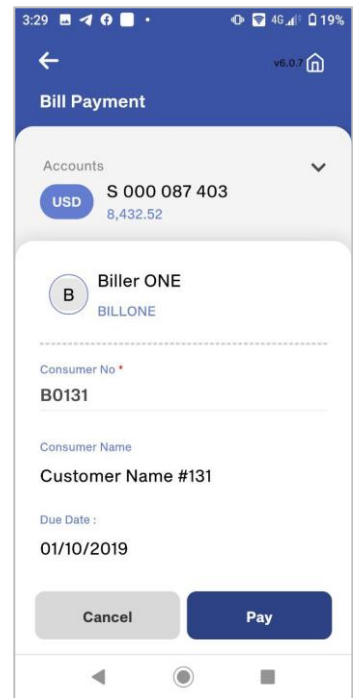 3:29 4G 19%
v6.0.7
Bill Payment
Accounts
USD S 000 087 403
8,432.52
B Biller ONE
BILLONE
Consumer No *
B0131
Consumer Name
Customer Name #131
Due Date :
01/10/2019
Cancel Pay